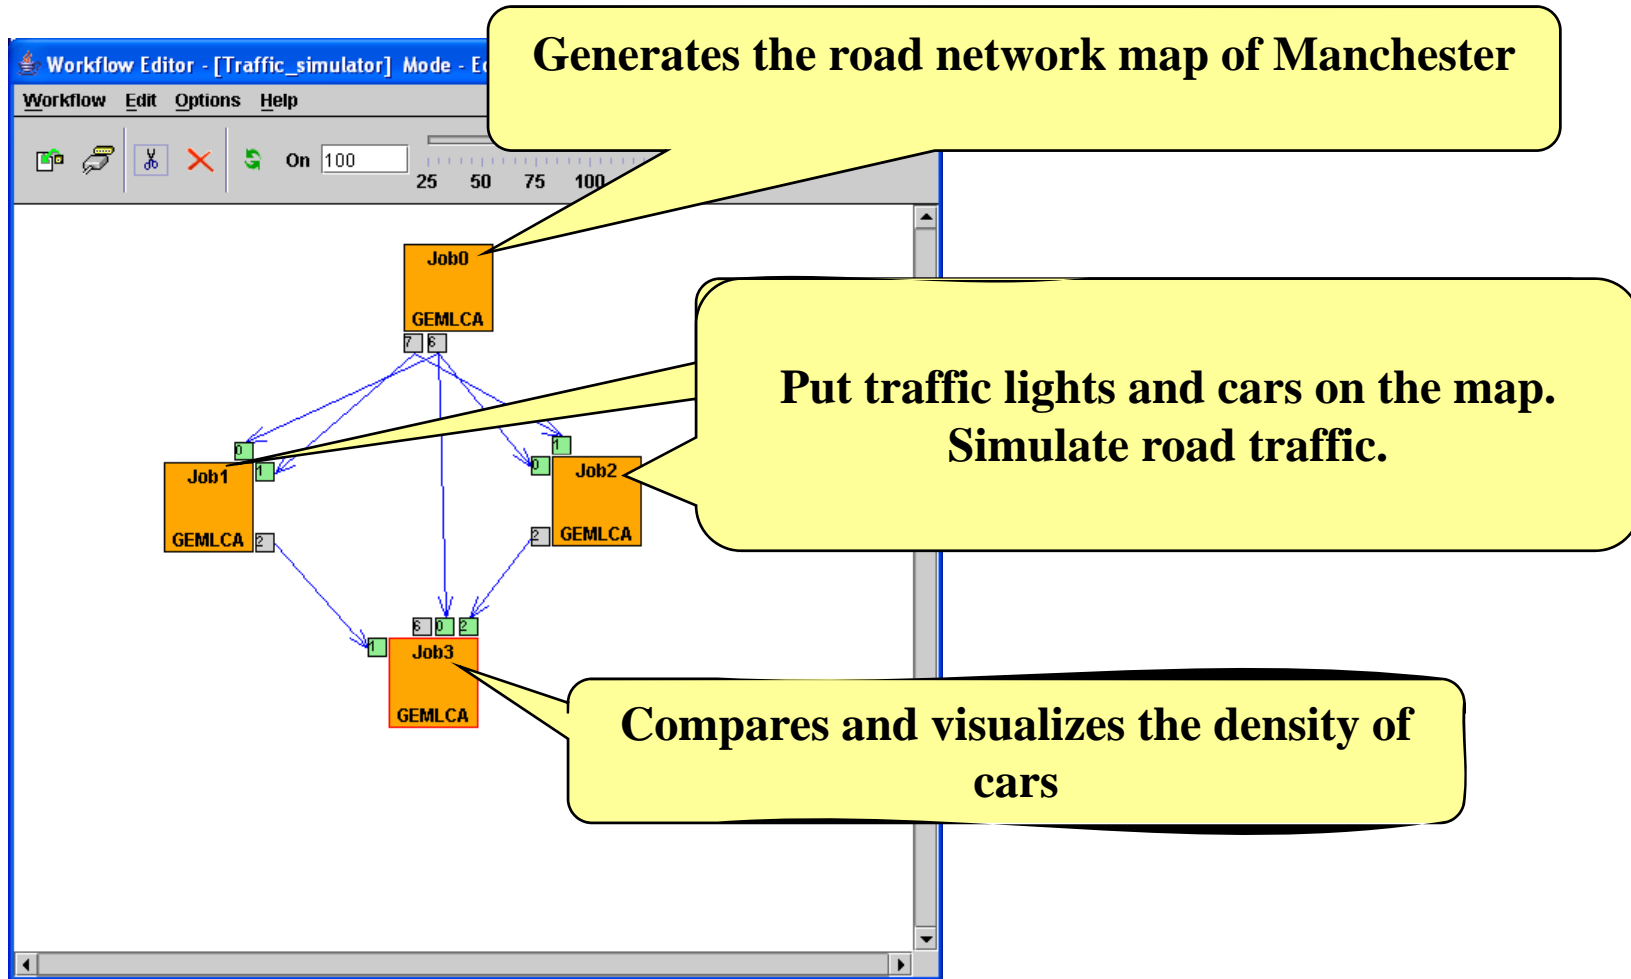 Generates the road network map of Manchester
Workflow Editor - [Traffic_simulator] Mode - Ed
Workflow Edit Options Help
On 100
25 50 75 100
Job0
GEMLCA
7 6
Put traffic lights and cars on the map.
Simulate road traffic.
0 1
1 0
Job1 Job2
GEMLCA 2 2 GEMLCA
6 0 2
1
Job3
GEMLCA
Compares and visualizes the density of
cars